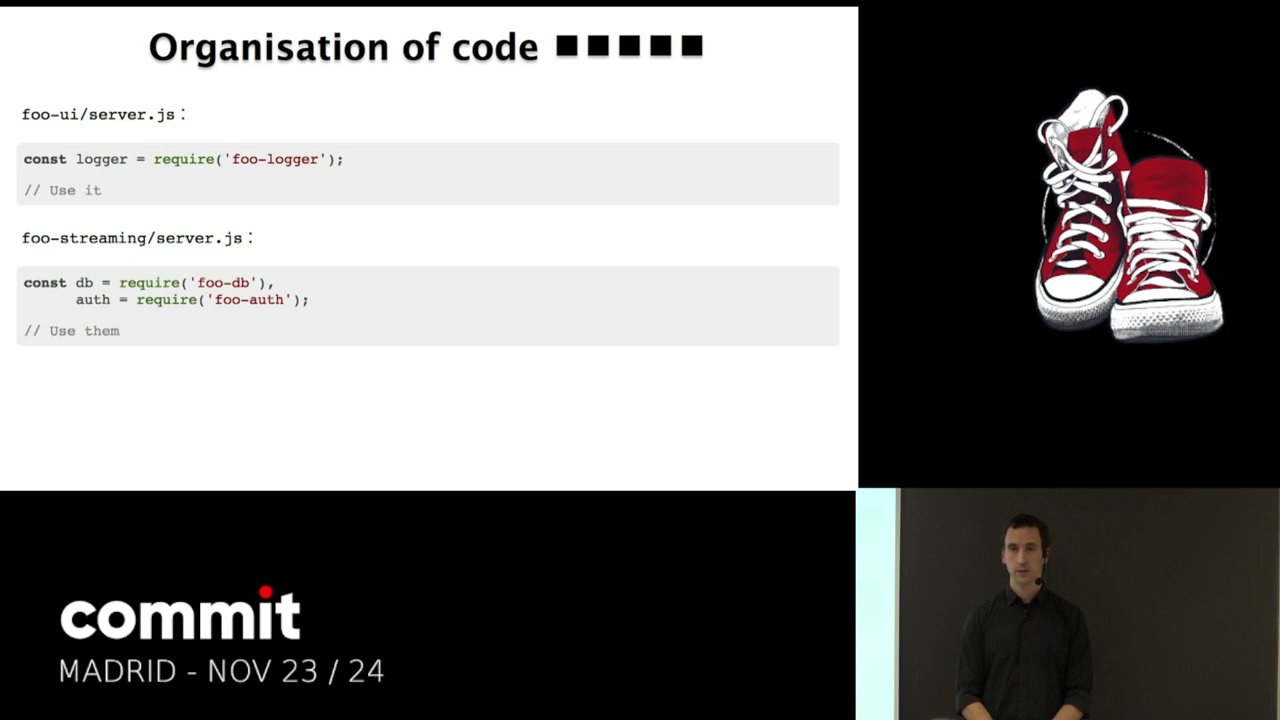 Organisation of code ■ ■ ■ ■ ■
foo-ui/server.js:
const logger = require('foo-logger');
// Use it
foo-streaming/server.js:
const db = require('foo-db'),
auth = require('foo-auth');
// Use them
commit
MADRID - NOV 23 / 24